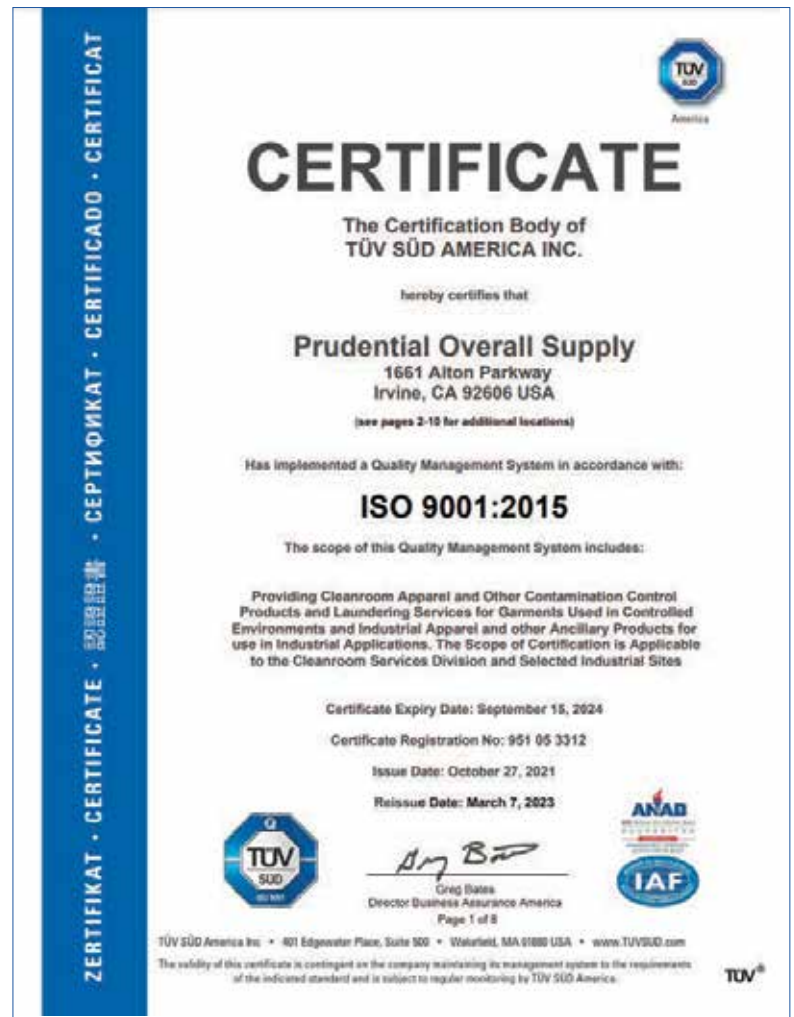 ZERTIFIKAT • CERTIFICATE • 認證證書 • СЕРТИФИКАТ • CERTIFICADO • CERTIFICAT
TÜV
SÜD
America
CERTIFICATE
The Certification Body of
TÜV SÜD AMERICA INC.
hereby certifies that
Prudential Overall Supply
1661 Alton Parkway
Irvine, CA 92606 USA
(see pages 2-10 for additional locations)
Has implemented a Quality Management System in accordance with:
ISO 9001:2015
The scope of this Quality Management System includes:
Providing Cleanroom Apparel and Other Contamination Control
Products and Laundering Services for Garments Used in Controlled
Environments and Industrial Apparel and other Ancillary Products for
use in Industrial Applications. The Scope of Certification is Applicable
to the Cleanroom Services Division and Selected Industrial Sites
Certificate Expiry Date: September 15, 2024
Certificate Registration No: 951 05 3312
Issue Date: October 27, 2021
Reissue Date: March 7, 2023
TÜV
SÜD
ISO 9001
ANAB
ACCREDITED
IAF
Greg Bates
Director Business Assurance America
Page 1 of 8
TÜV SÜD America Inc • 401 Edgewater Place, Suite 500 • Wakefield, MA 01880 USA • www.TUVSUD.com
The validity of this certificate is contingent on the company maintaining its management system to the requirements
of the indicated standard and is subject to regular monitoring by TÜV SÜD America.
TÜV®